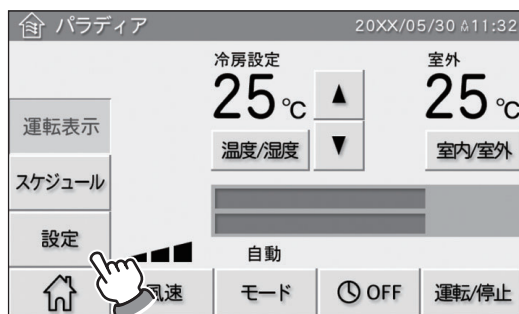 パラディア 20XX/05/30 11:32
冷房設定 室外
25℃ 25℃
▲
運転表示
温度/湿度 ▼ 室内/室外
スケジュール
設定
自動
風速 モード OFF 運転/停止